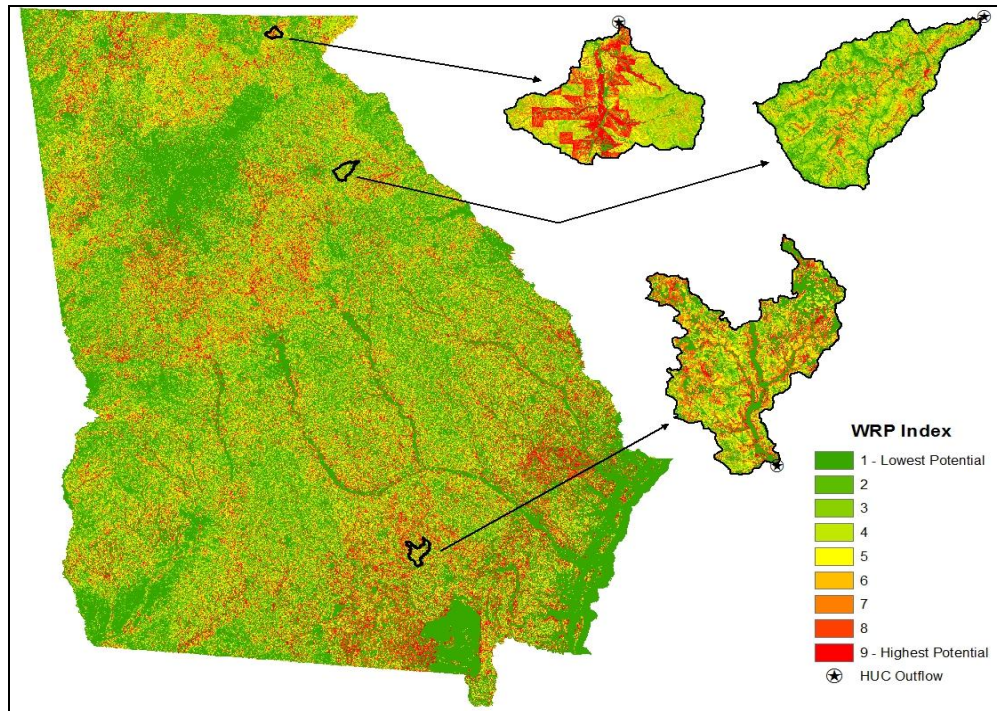 WRP Index
1 - Lowest Potential
2
3
4
5
6
7
8
9 - Highest Potential
HUC Outflow